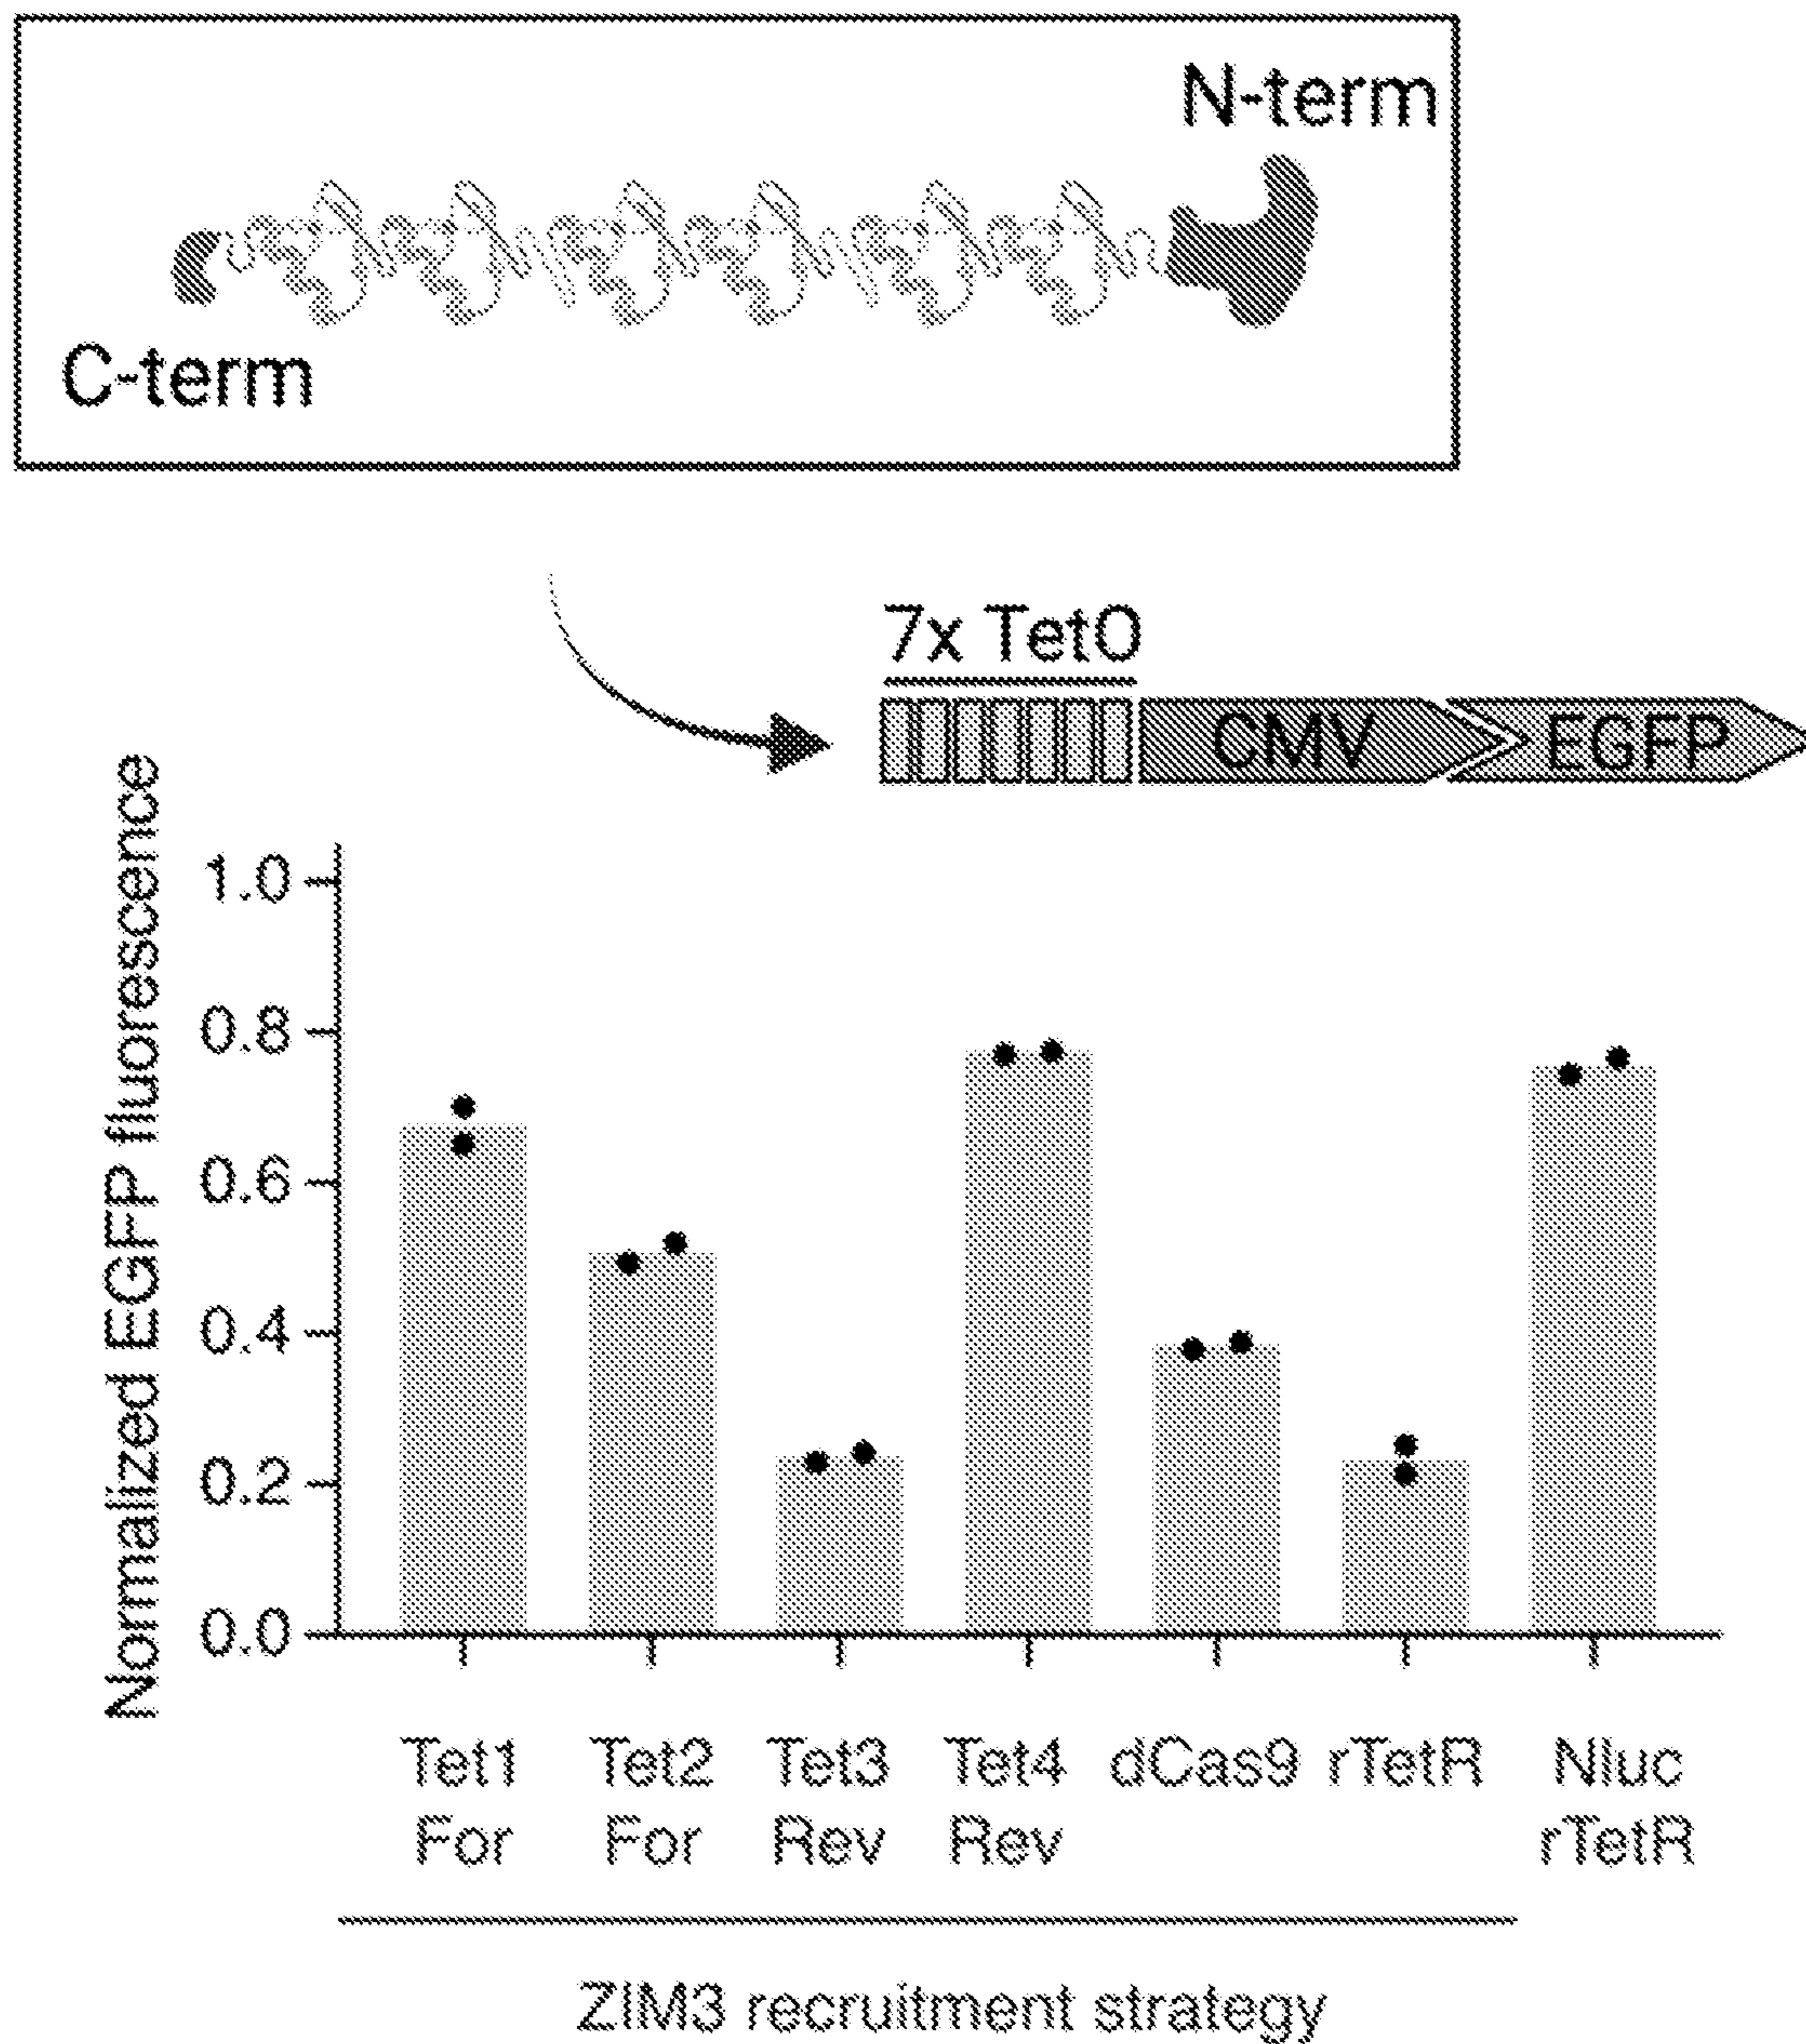 N-term
C-term
7x TetO
CMV
EGFP
Normalized EGFP fluorescence
1.0
0.8
0.6
0.4
0.2
0.0
Tet1 For
Tet2 For
Tet3 Rev
Tet4 Rev
dCas9
rTetR
Nluc rTetR
ZIM3 recruitment strategy